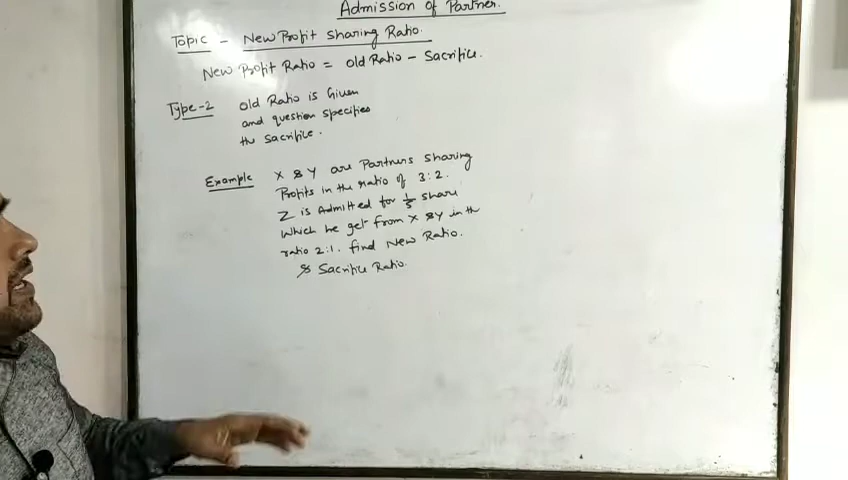 Admission of Partner.
Topic - New Profit Sharing Ratio.
New Profit Ratio = old Ratio - Sacrifice.
Type-2 old Ratio is Given
and question specifies
the Sacrifice.
Example X & Y are Partners sharing
Profits in the ratio of 3:2.
Z is Admitted for 1/5 share
Which he get from X & Y in the
ratio 2:1. find New Ratio.
& Sacrifice Ratio.